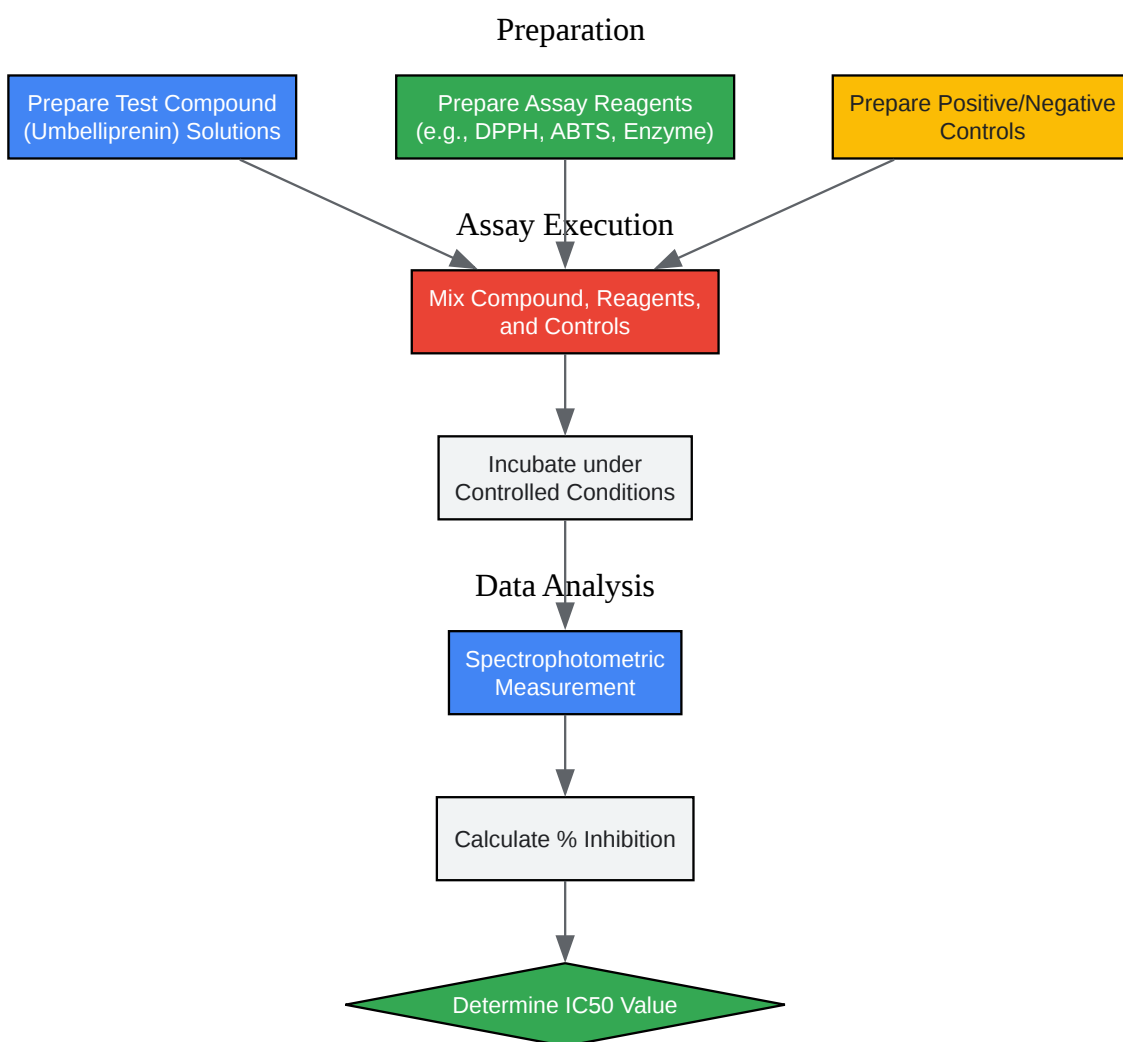 Preparation
Prepare Test Compound
(Umbelliprenin) Solutions
Prepare Assay Reagents
(e.g., DPPH, ABTS, Enzyme)
Prepare Positive/Negative
Controls
Assay Execution
Mix Compound, Reagents,
and Controls
Incubate under
Controlled Conditions
Data Analysis
Spectrophotometric
Measurement
Calculate % Inhibition
Determine IC50 Value